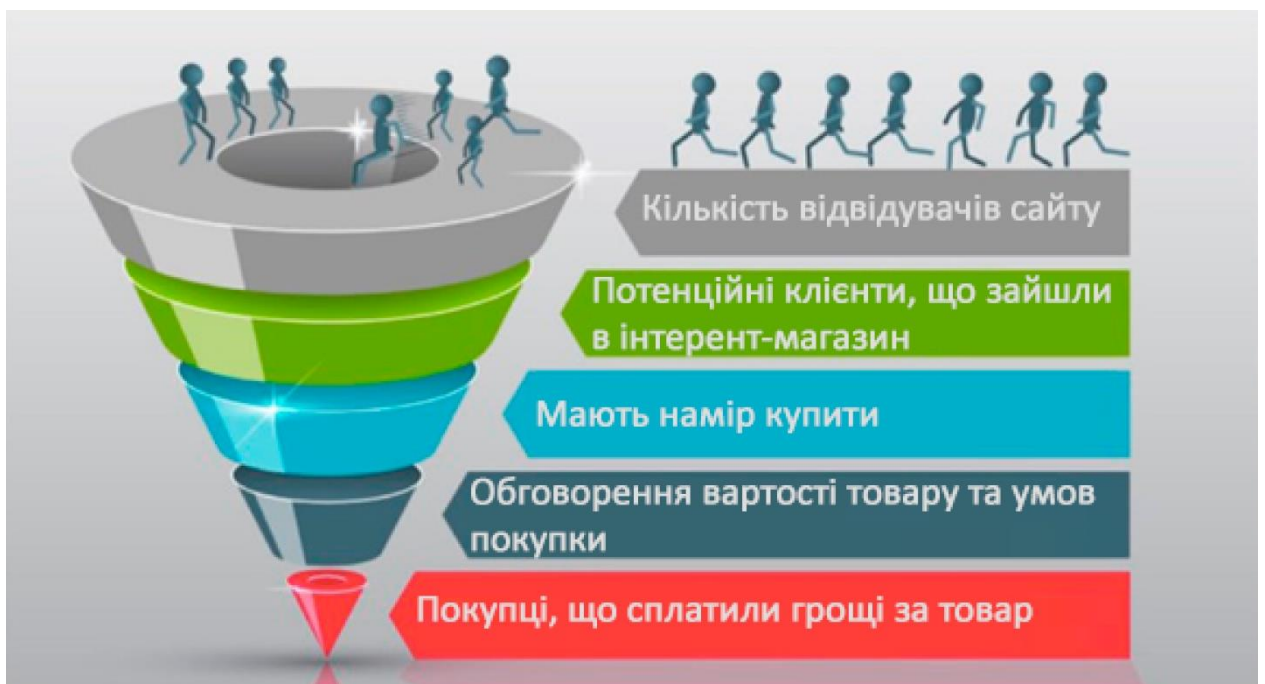 Кількість відвідувачів сайту
Потенційні клієнти, що зайшли
в інтерент-магазин
Мають намір купити
Обговорення вартості товару та умов
покупки
Покупці, що сплатили грощі за товар